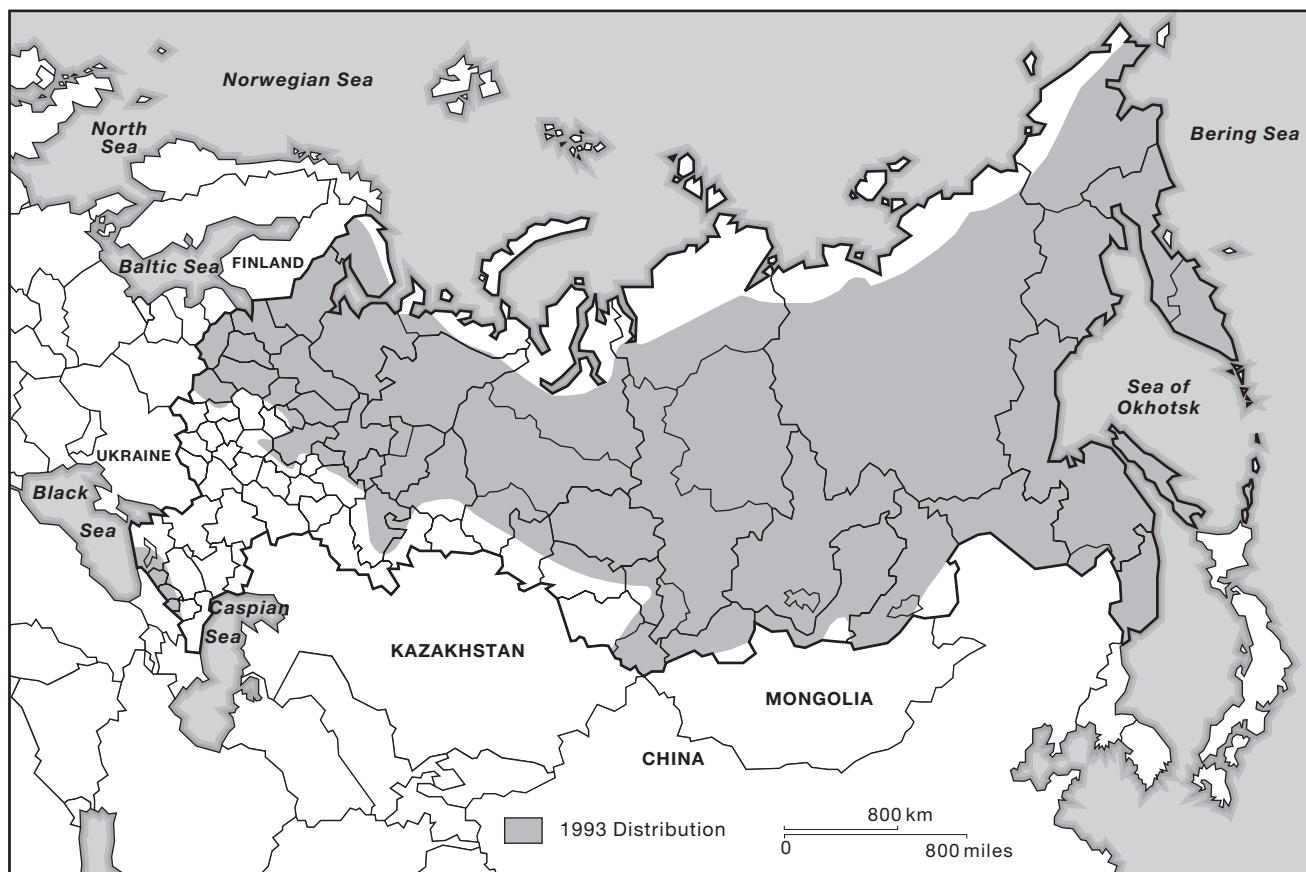 Norwegian Sea
North
Sea
Bering Sea
Baltic Sea
FINLAND
Sea of
Okhotsk
UKRAINE
Black
Sea
Caspian
Sea
KAZAKHSTAN
MONGOLIA
CHINA
1993 Distribution
800 km
0
800 miles